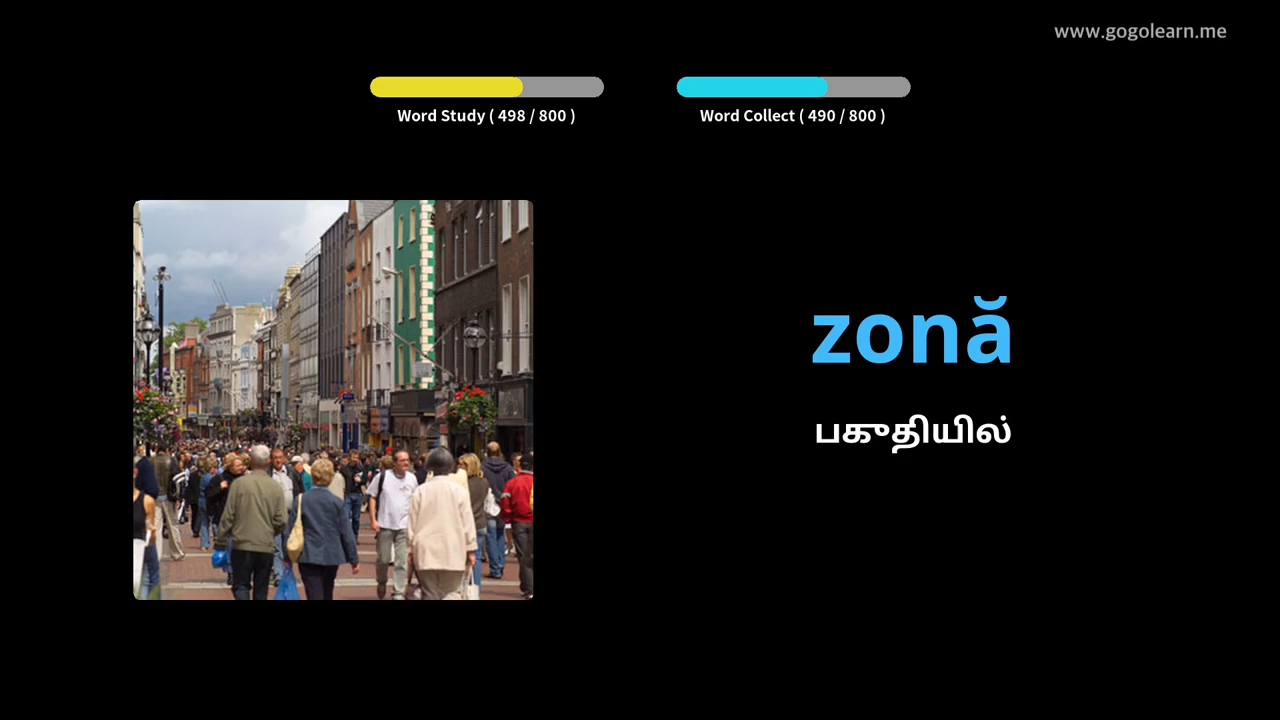 www.gogolearn.me
Word Study ( 498 / 800 )
Word Collect ( 490 / 800 )
zonă
பகுதியில்